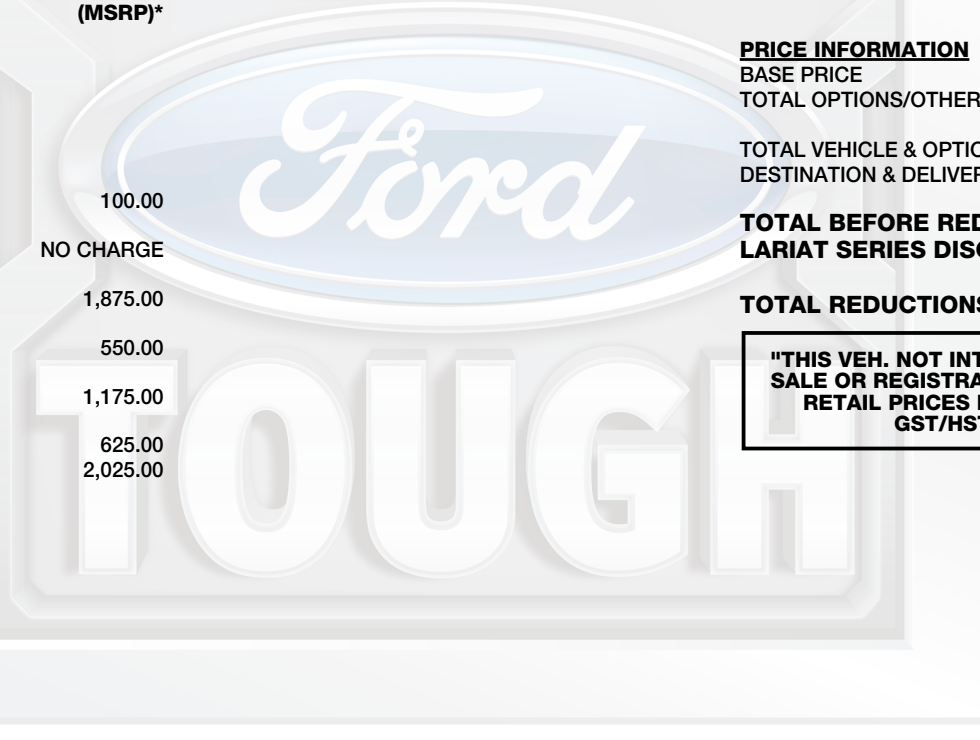 (MSRP)*
100.00
NO CHARGE
1,875.00
550.00
1,175.00
625.00
2,025.00
Ford
TOUGH
PRICE INFORMATION
BASE PRICE
TOTAL OPTIONS/OTHER
TOTAL VEHICLE & OPTIO
DESTINATION & DELIVER
TOTAL BEFORE RED
LARIAT SERIES DISC
TOTAL REDUCTIONS
"THIS VEH. NOT INT
SALE OR REGISTRA
RETAIL PRICES
GST/HST